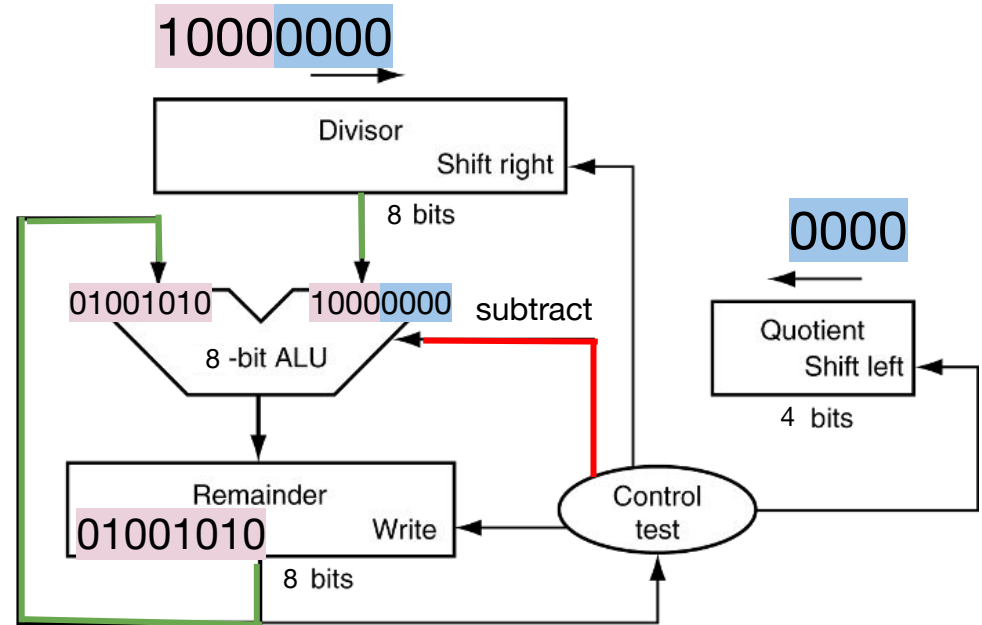 10000000
Divisor
Shift right
8 bits
0000
01001010
10000000
subtract
8 -bit ALU
Quotient
Shift left
4 bits
Remainder
01001010
Write
8 bits
Control
test